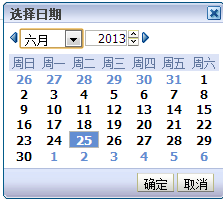 选择日期
六月 2013
周日 周一 周二 周三 周四 周五 周六
26 27 28 29 30 31 1
2 3 4 5 6 7 8
9 10 11 12 13 14 15
16 17 18 19 20 21 22
23 24 25 26 27 28 29
30 1 2 3 4 5 6
确定 取消